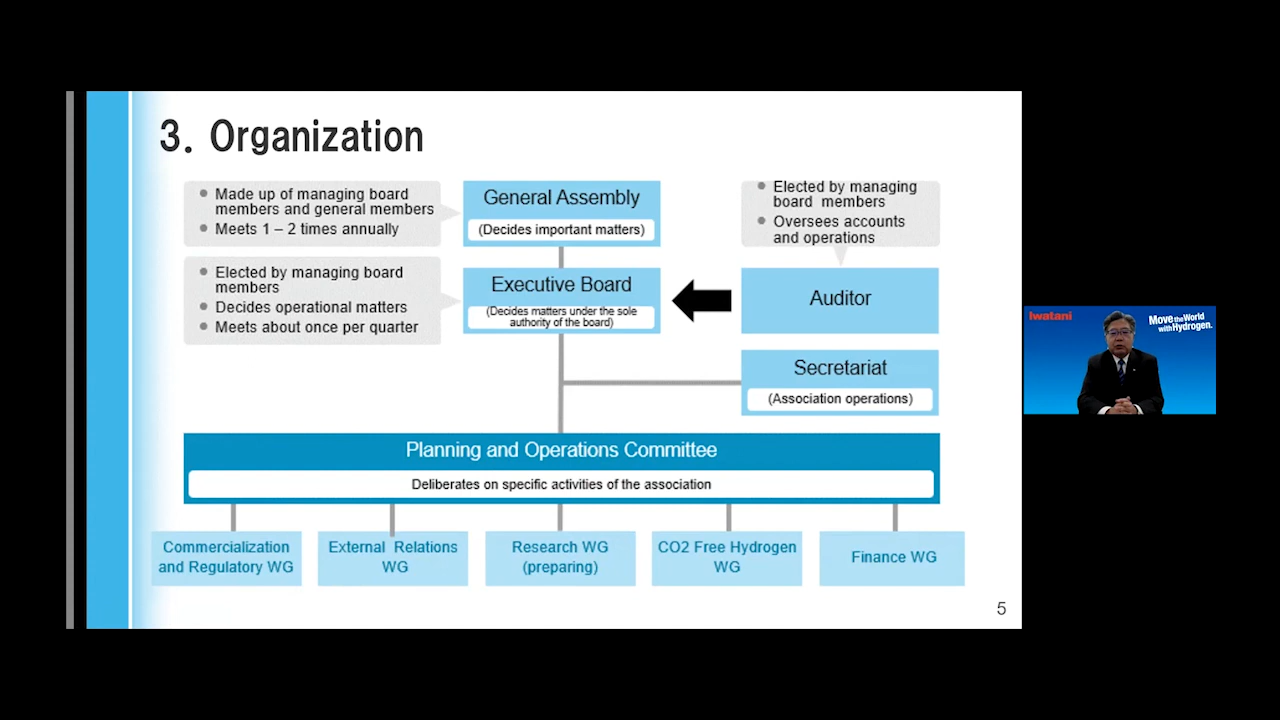 3. Organization
Made up of managing board
members and general members
Meets 1 – 2 times annually
General Assembly
(Decides important matters)
Elected by managing
board members
Oversees accounts
and operations
Elected by managing board
members
Decides operational matters
Meets about once per quarter
Executive Board
(Decides matters under the sole
authority of the board)
Auditor
Secretariat
(Association operations)
Planning and Operations Committee
Deliberates on specific activities of the association
Commercialization
and Regulatory WG
External Relations
WG
Research WG
(preparing)
CO2 Free Hydrogen
WG
Finance WG
5
Iwatani
Move the World
with Hydrogen.